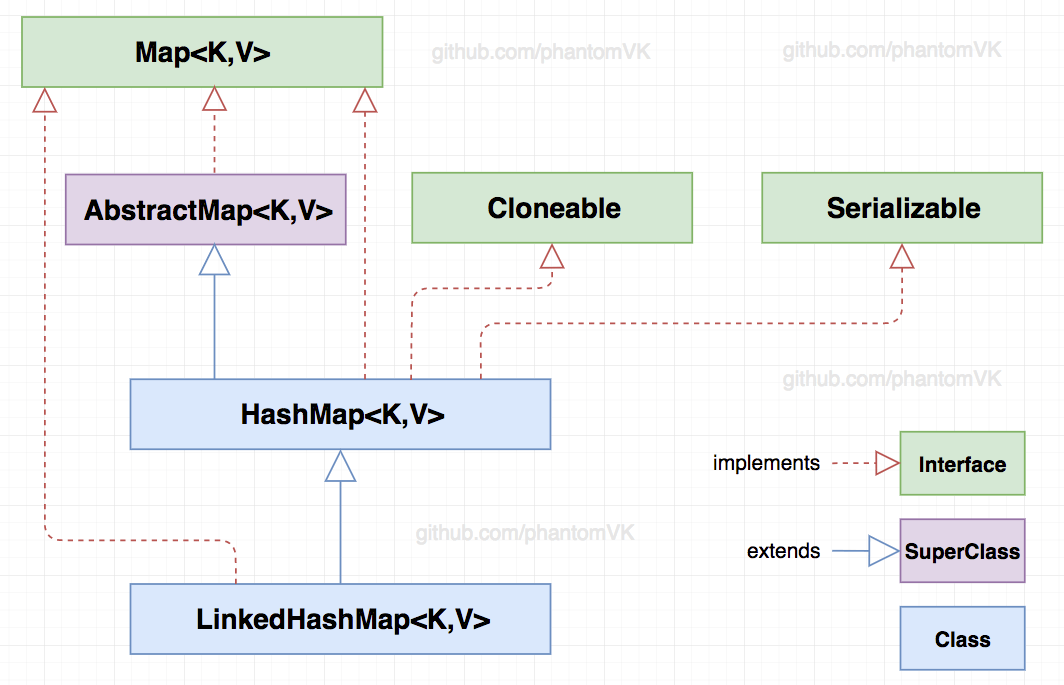 Map<K,V>
github.com/phantomVK
github.com/phantomVK
AbstractMap<K,V>
Cloneable
Serializable
github.com/phantomVK
HashMap<K,V>
implements
Interface
github.com/phantomVK
extends
SuperClass
LinkedHashMap<K,V>
Class